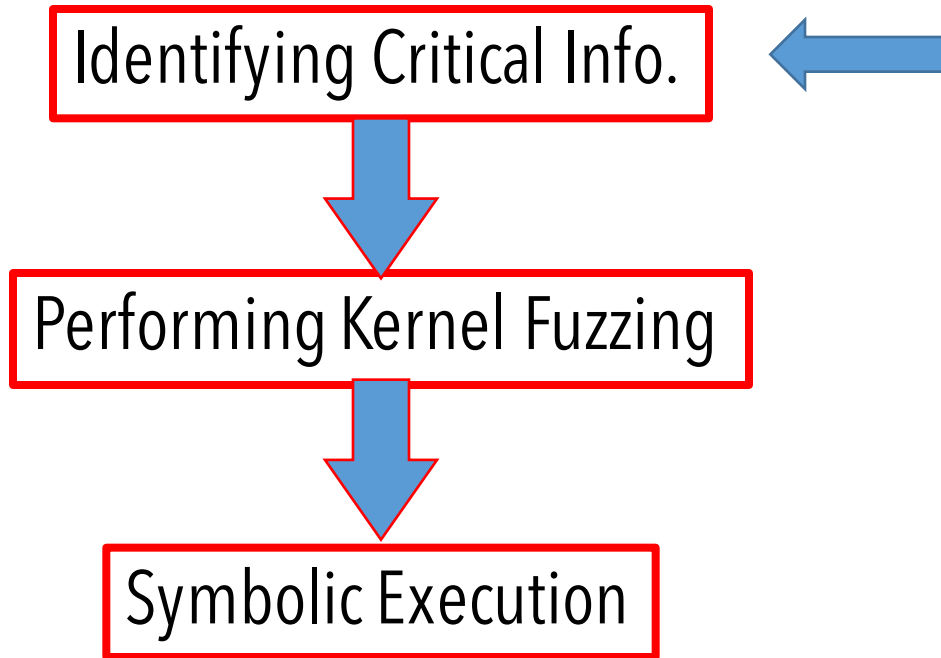 Identifying Critical Info.
Performing Kernel Fuzzing
Symbolic Execution